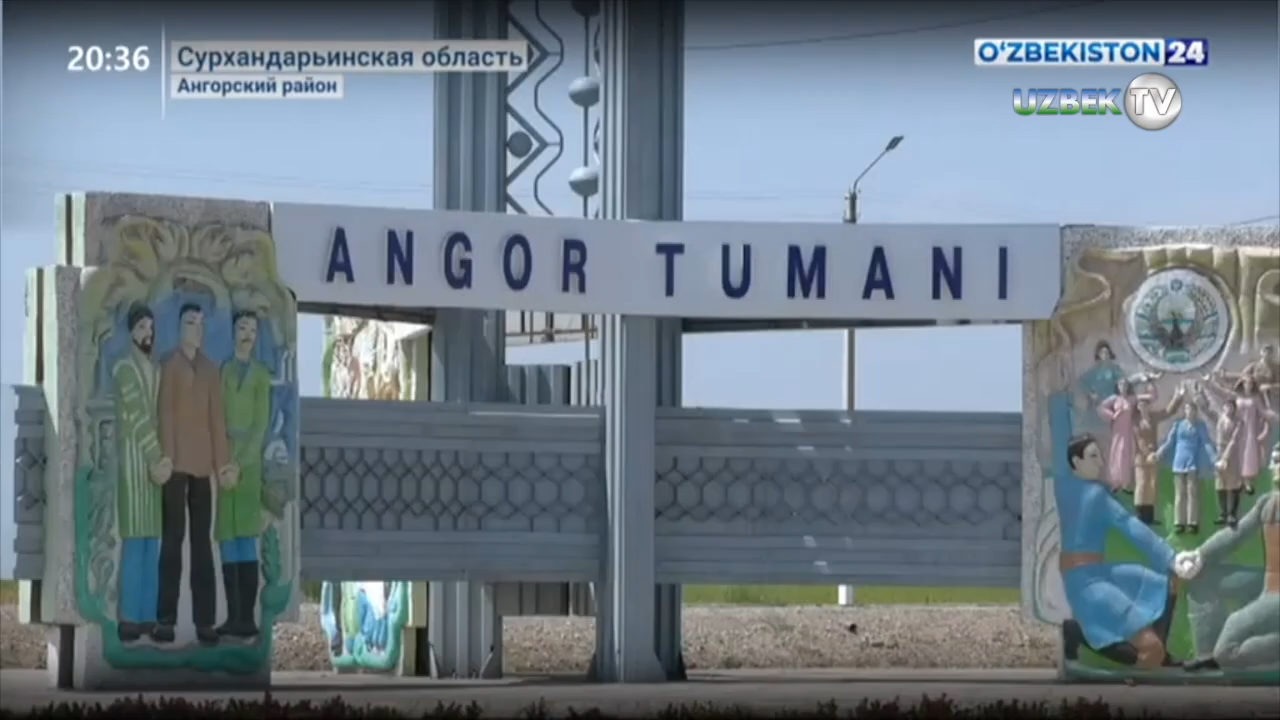 20:36
Сурхандарьинская область
Ангорский район
O‘ZBEKISTON 24
UZBEK TV
ANGOR TUMANI